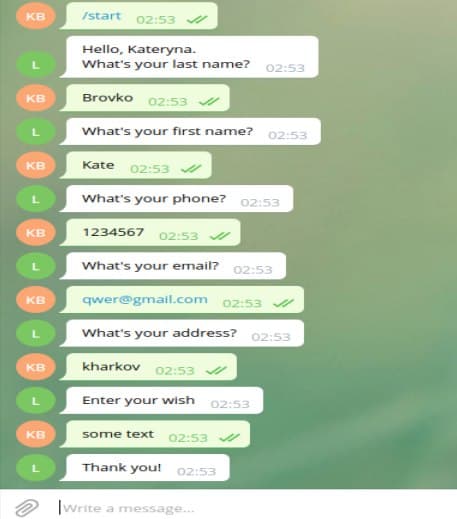 KB /start 02:53
Hello, Kateryna.
L What's your last name? 02:53
KB Brovko 02:53
L What's your first name? 02:53
KB Kate 02:53
L What's your phone? 02:53
KB 1234567 02:53
L What's your email? 02:53
KB qwer@gmail.com 02:53
L What's your address? 02:53
KB kharkov 02:53
L Enter your wish 02:53
KB some text 02:53
L Thank you! 02:53
Write a message...